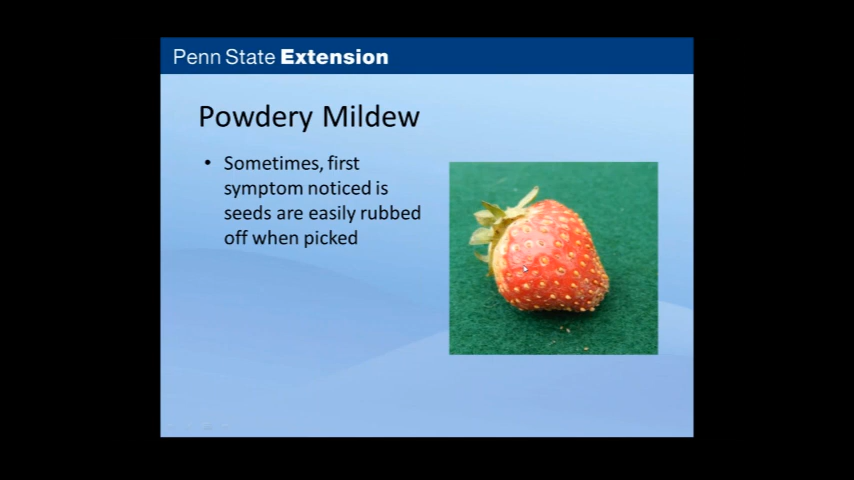 Penn State Extension
Powdery Mildew
• Sometimes, first
symptom noticed is
seeds are easily rubbed
off when picked